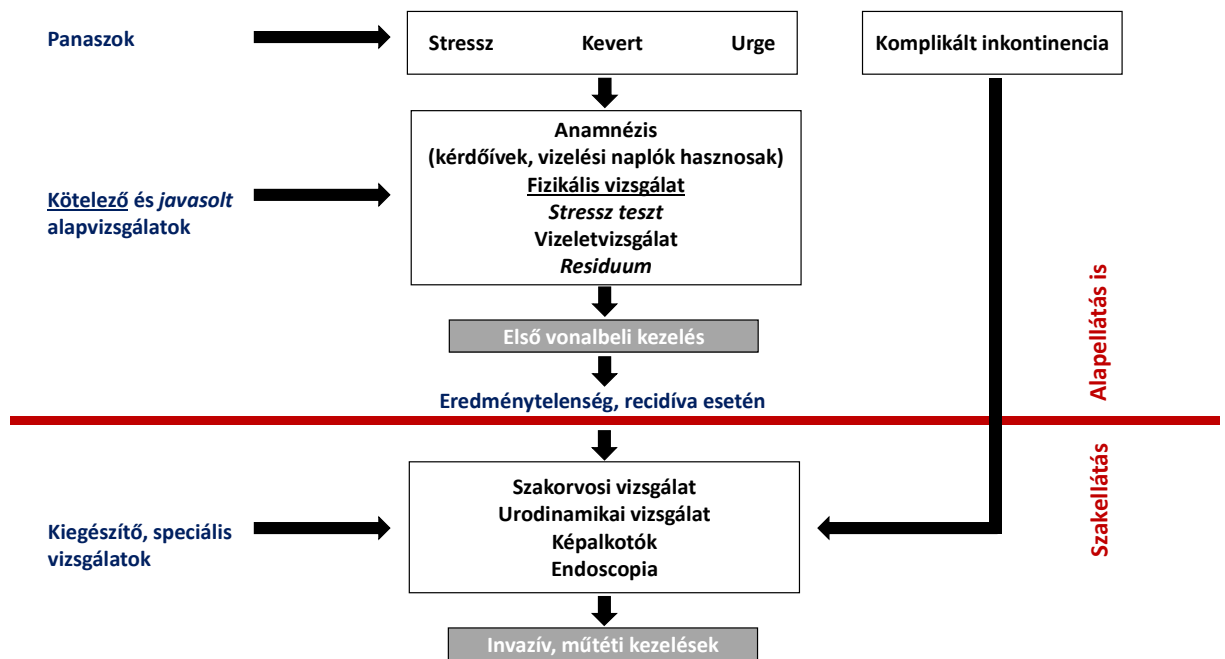 Panaszok
Stressz Kevert Urge
Komplikált inkontinencia
Anamnézis
(kérdőívek, vizelési naplók hasznosak)
Fizikális vizsgálat
Stressz teszt
Vizeletvizsgálat
Residuum
Kötelező és javasolt
alapvizsgálatok
Első vonalbeli kezelés
Eredménytelenség, recidíva esetén
Alapellátás is
Szakellátás
Szakorvosi vizsgálat
Urodinamikai vizsgálat
Képalkotók
Endoscopia
Kiegészítő, speciális
vizsgálatok
Invazív, műtéti kezelések